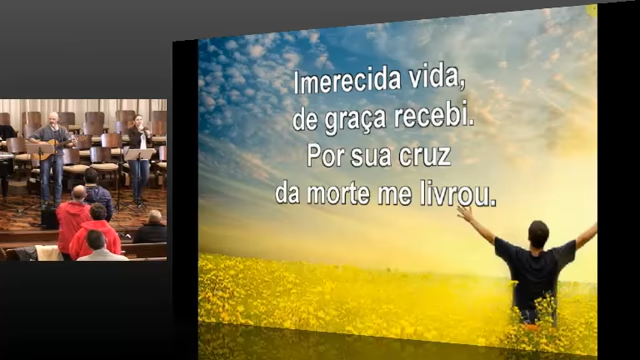 Imerecida vida,
de graça recebi.
Por sua cruz
da morte me livrou.